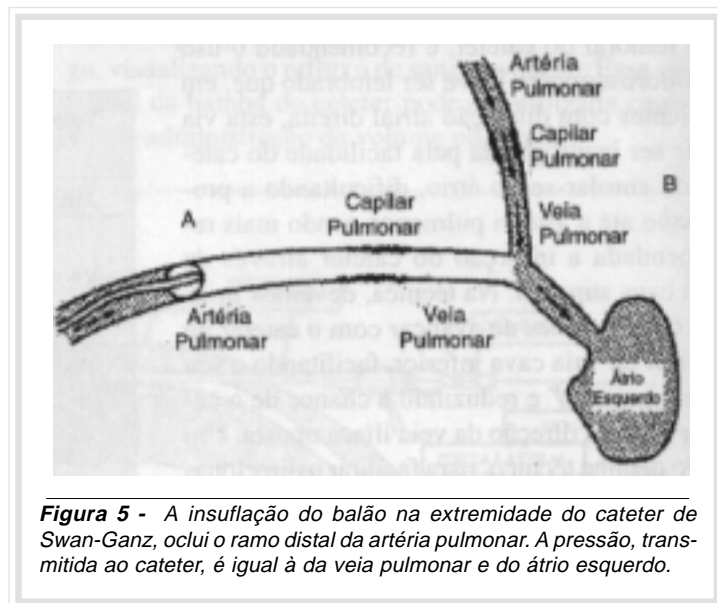 Artéria
Pulmonar
Capilar
Pulmonar
B
Veia
Pulmonar
Capilar
Pulmonar
A
Artéria
Pulmonar
Veia
Pulmonar
Átrio
Esquerdo
Figura 5 - A insuflação do balão na extremidade do cateter de
Swan-Ganz, oclui o ramo distal da artéria pulmonar. A pressão, trans-
mitida ao cateter, é igual à da veia pulmonar e do átrio esquerdo.